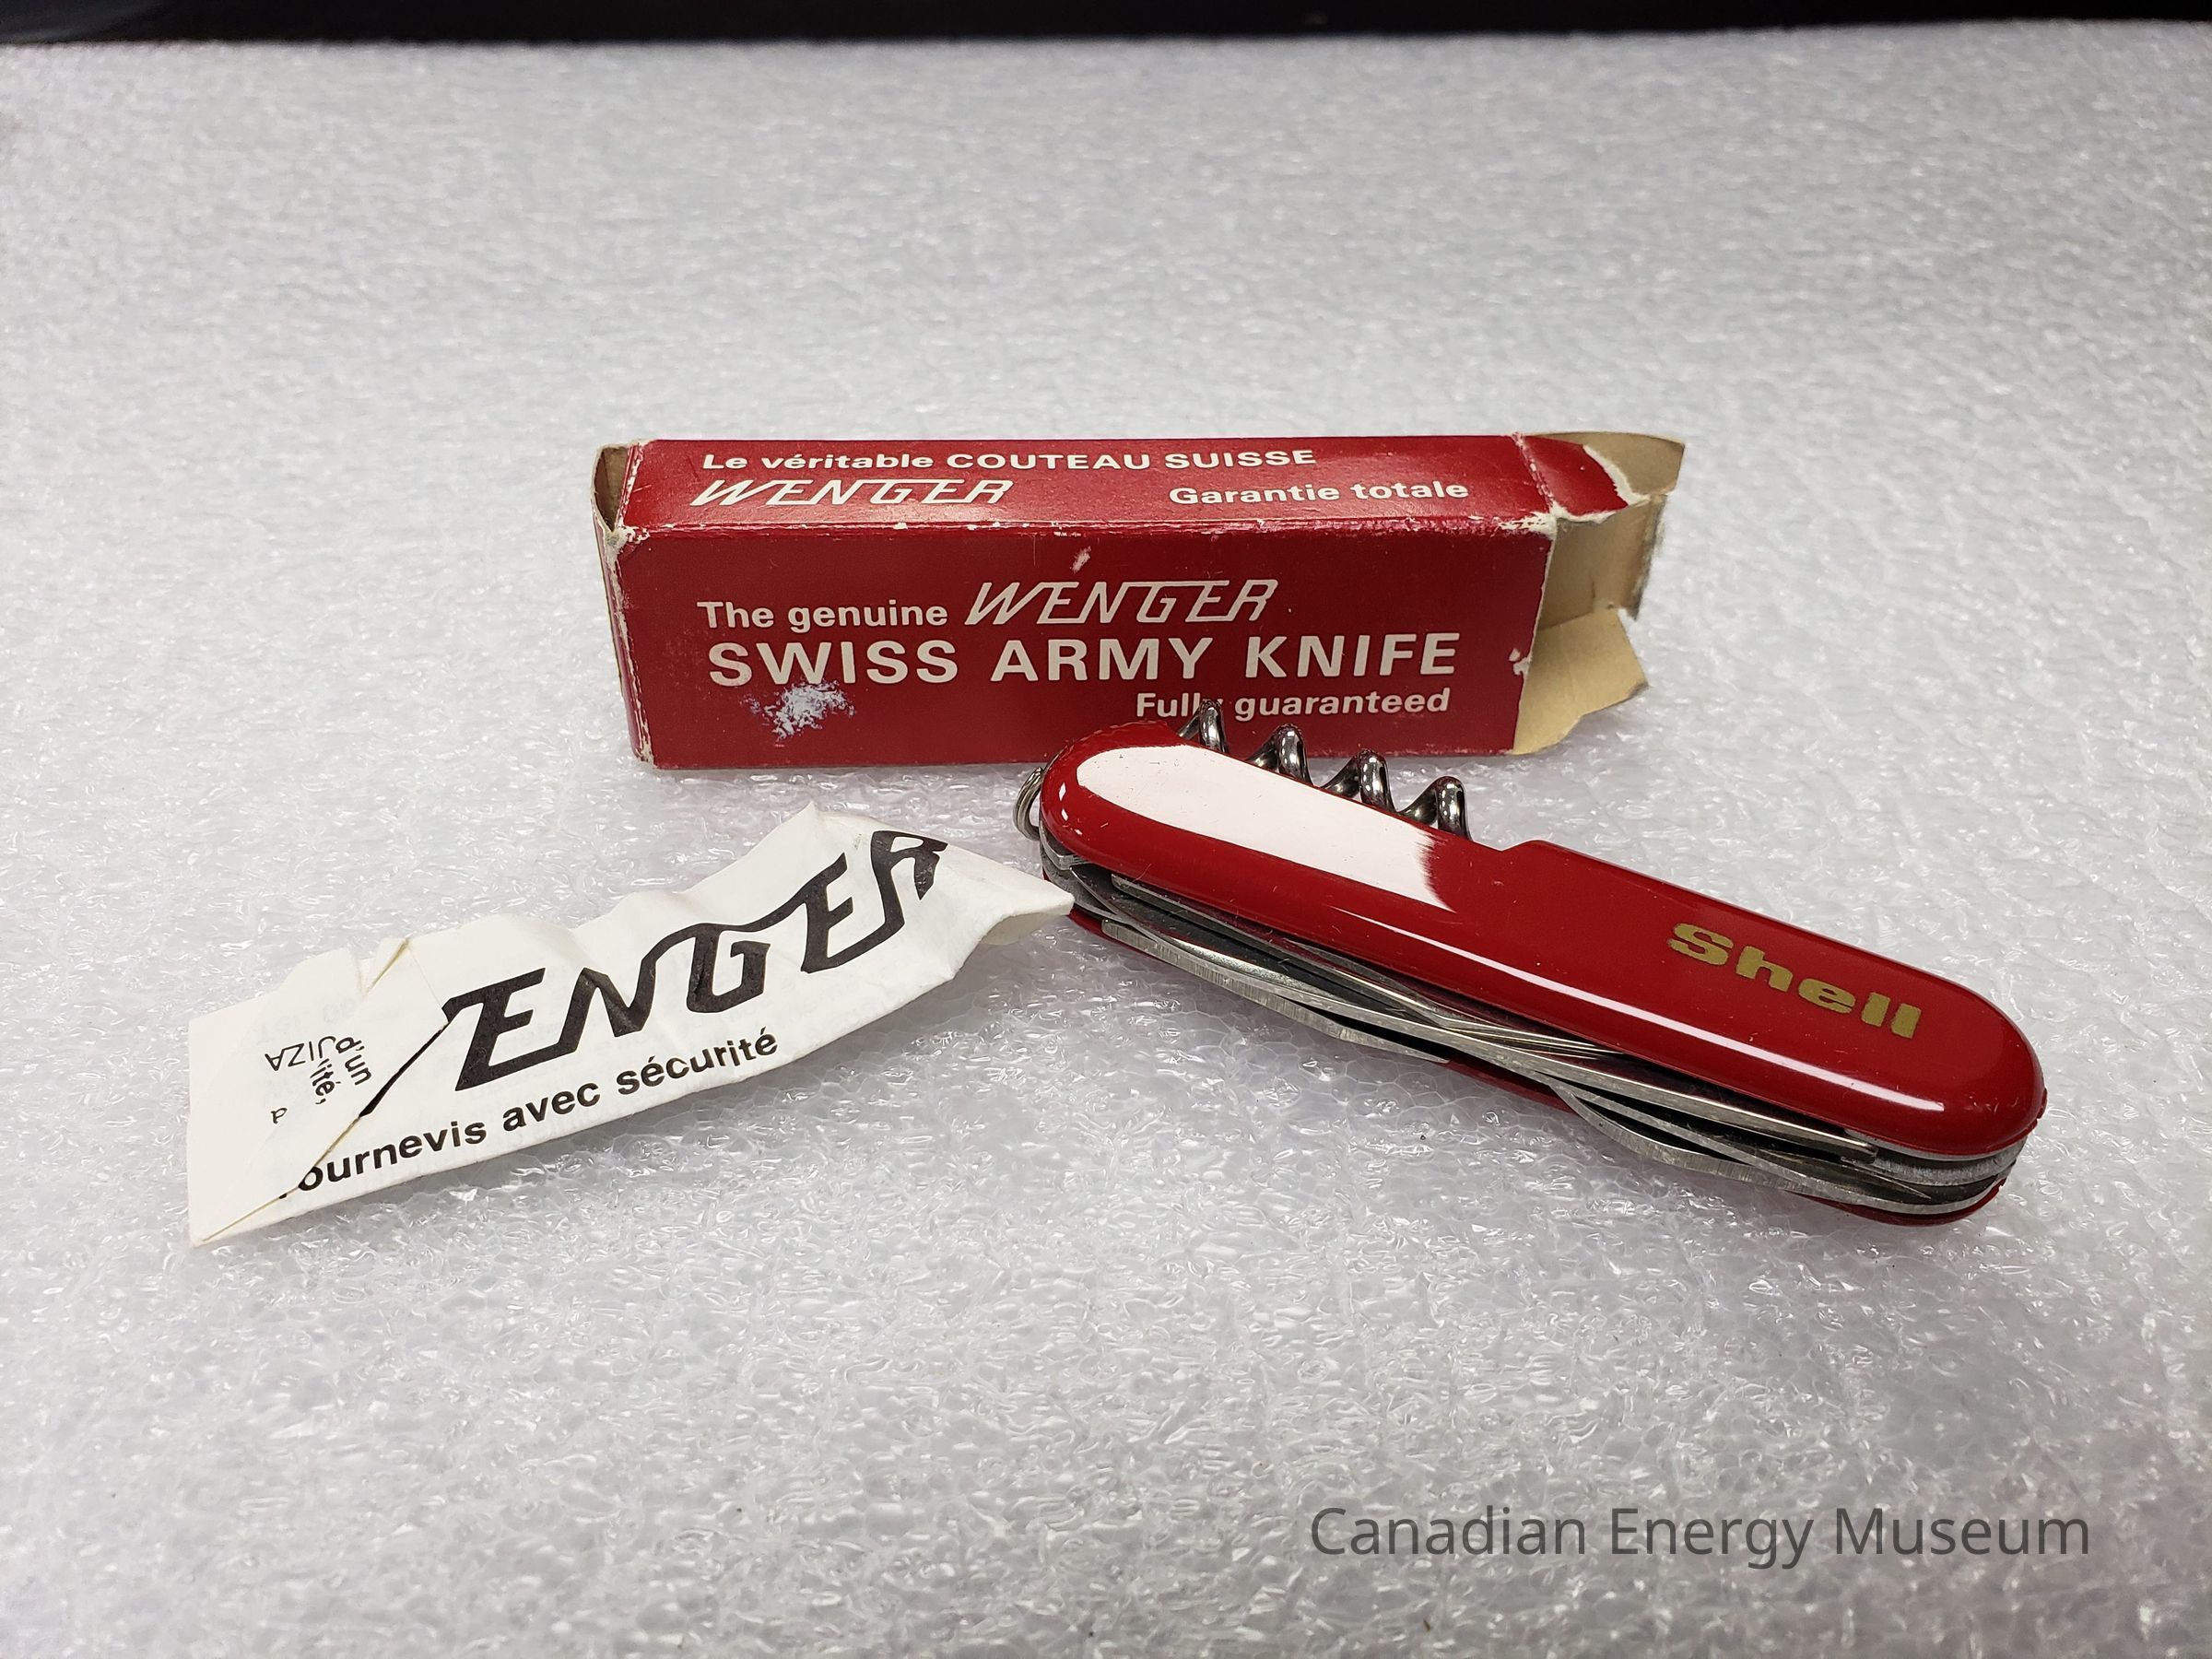 Le véritable COUTEAU SUISSE
WENGER Garantie totale
The genuine WENGER
SWISS ARMY KNIFE
guaranteed
Shell
ENGER
avec sécurité
d'un
Canadian Energy Museum